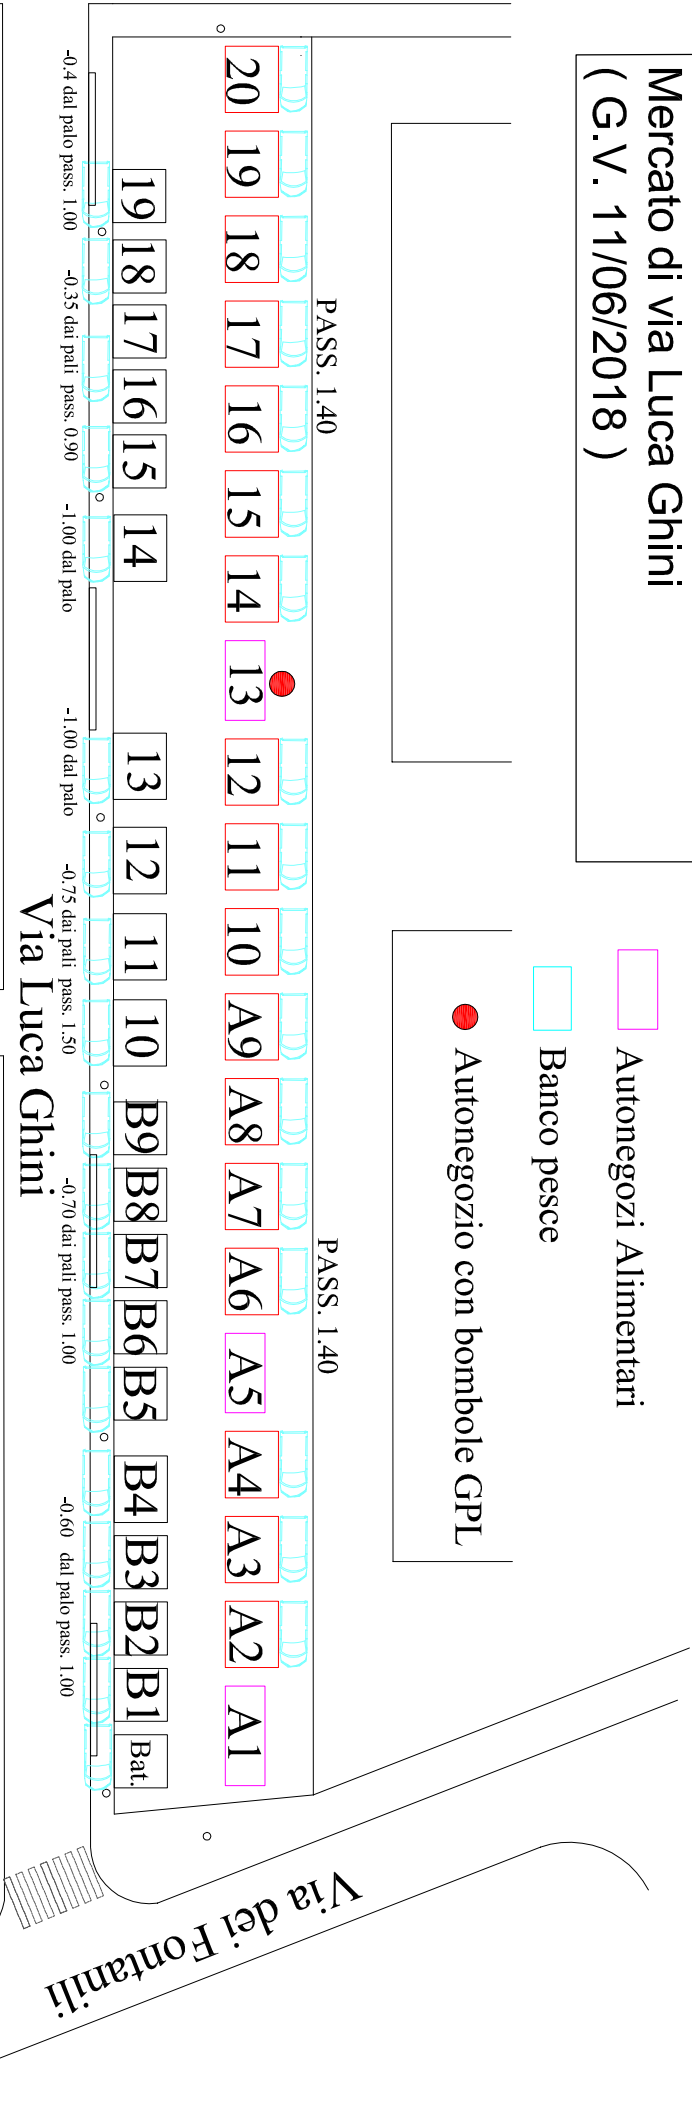 Mercato di via Luca Ghini
( G.V. 11/06/2018 )
Autonegozi Alimentari
Banco pesce
Autonegozio con bombole GPL
PASS. 1.40
PASS. 1.40
20 19 18 17 16 15 14 13 12 11 10 A9 A8 A7 A6 A5 A4 A3 A2 A1
19 18 17 16 15 14 13 12 11 10 B9 B8 B7 B6 B5 B4 B3 B2 B1 Bat.
-0.4 dal palo pass. 1.00
-0.35 dai pali pass. 0.90
-1.00 dal palo
-1.00 dal palo
-0.75 dai pali pass. 1.50
-0.70 dai pali pass. 1.00
-0.60 dal palo pass. 1.00
Via Luca Ghini
Via dei Fontanili